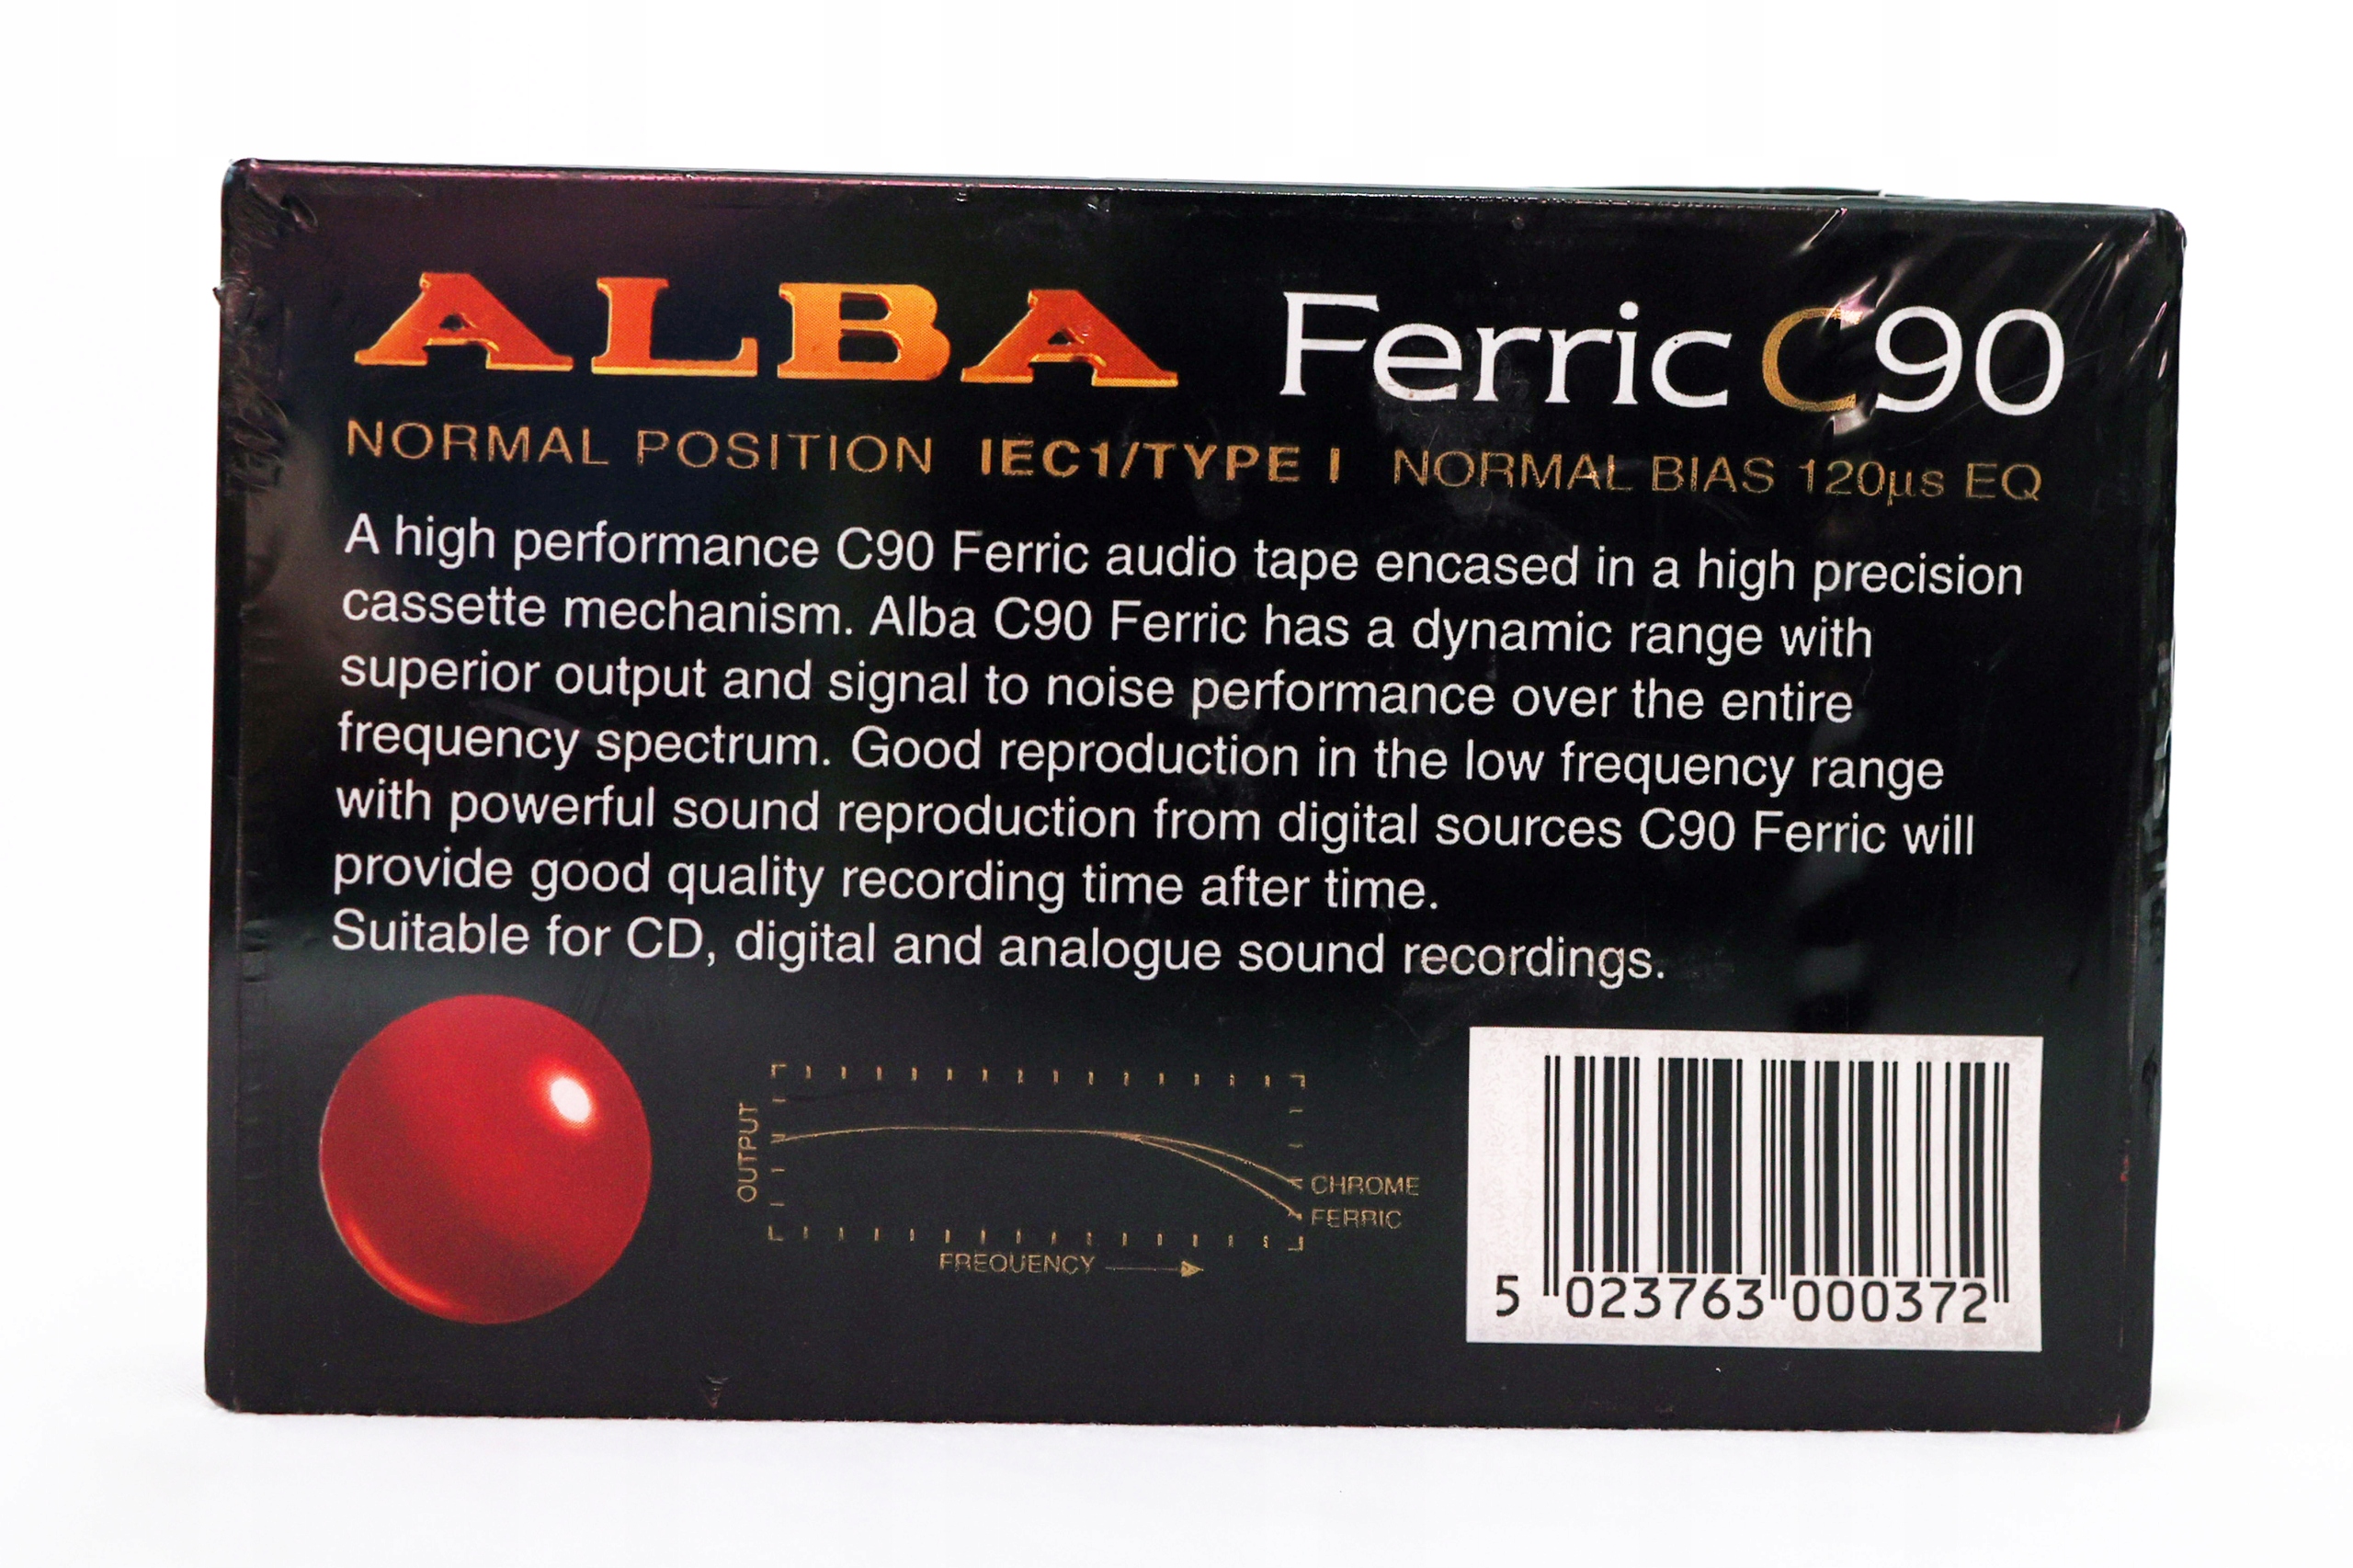 ALBA Ferric C90
NORMAL POSITION IEC1/TYPE I NORMAL BIAS 120µs EQ
A high performance C90 Ferric audio tape encased in a high precision
cassette mechanism. Alba C90 Ferric has a dynamic range with
superior output and signal to noise performance over the entire
frequency spectrum. Good reproduction in the low frequency range
with powerful sound reproduction from digital sources C90 Ferric will
provide good quality recording time after time.
Suitable for CD, digital and analogue sound recordings.
OUTPUT
CHROME
FERRIC
FREQUENCY
5 023763 000372